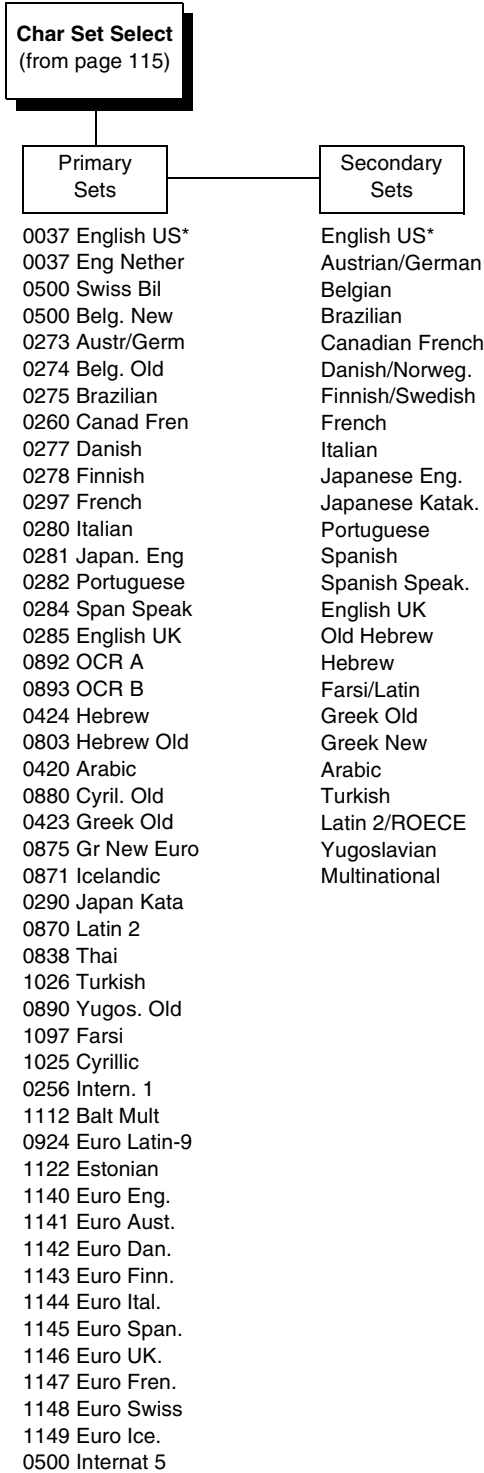 Char Set Select
(from page 115)
Primary
Sets
0037 English US*
0037 Eng Nether
0500 Swiss Bil
0500 Belg. New
0273 Austr/Germ
0274 Belg. Old
0275 Brazilian
0260 Canad Fren
0277 Danish
0278 Finnish
0297 French
0280 Italian
0281 Japan. Eng
0282 Portuguese
0284 Span Speak
0285 English UK
0892 OCR A
0893 OCR B
0424 Hebrew
0803 Hebrew Old
0420 Arabic
0880 Cyril. Old
0423 Greek Old
0875 Gr New Euro
0871 Icelandic
0290 Japan Kata
0870 Latin 2
0838 Thai
1026 Turkish
0890 Yugos. Old
1097 Farsi
1025 Cyrillic
0256 Intern. 1
1112 Balt Mult
0924 Euro Latin-9
1122 Estonian
1140 Euro Eng.
1141 Euro Aust.
1142 Euro Dan.
1143 Euro Finn.
1144 Euro Ital.
1145 Euro Span.
1146 Euro UK.
1147 Euro Fren.
1148 Euro Swiss
1149 Euro Ice.
0500 Internat 5
Secondary
Sets
English US*
Austrian/German
Belgian
Brazilian
Canadian French
Danish/Norweg.
Finnish/Swedish
French
Italian
Japanese Eng.
Japanese Katak.
Portuguese
Spanish
Spanish Speak.
English UK
Old Hebrew
Hebrew
Farsi/Latin
Greek Old
Greek New
Arabic
Turkish
Latin 2/ROECE
Yugoslavian
Multinational